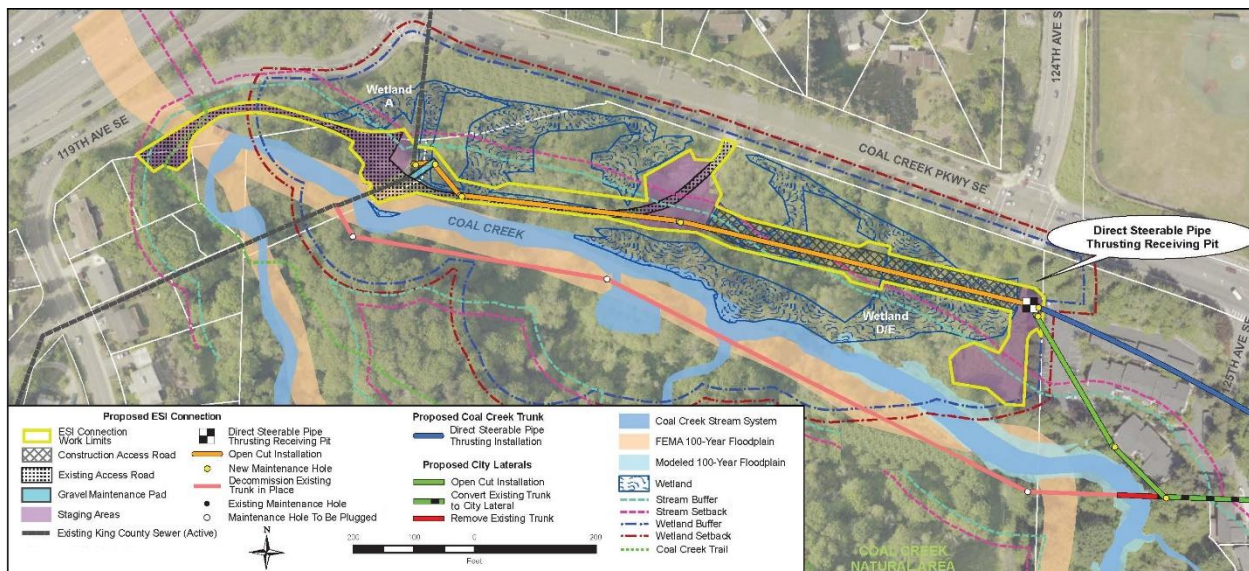 119TH AVE SE
Wetland
A
COAL CREEK PKWY SE
124TH AVE SE
COAL CREEK
Direct Steerable Pipe
Thrusting Receiving Pit
Wetland
D/E
125TH AVE SE
COAL CREEK
NATURAL AREA
Proposed ESI Connection
ESI Connection
Work Limits
Construction Access Road
Existing Access Road
Gravel Maintenance Pad
Staging Areas
Existing King County Sewer (Active)
Direct Steerable Pipe
Thrusting Receiving Pit
Open Cut Installation
New Maintenance Hole
Decommission Existing
Trunk in Place
Existing Maintenance Hole
Maintenance Hole To Be Plugged
N
Proposed Coal Creek Trunk
Direct Steerable Pipe
Thrusting Installation
Proposed City Laterals
Open Cut Installation
Convert Existing Trunk
to City Lateral
Remove Existing Trunk
200 0 200
Feet
Coal Creek Stream System
FEMA 100-Year Floodplain
Modeled 100-Year Floodplain
Wetland
Stream Buffer
Stream Setback
Wetland Buffer
Wetland Setback
Coal Creek Trail